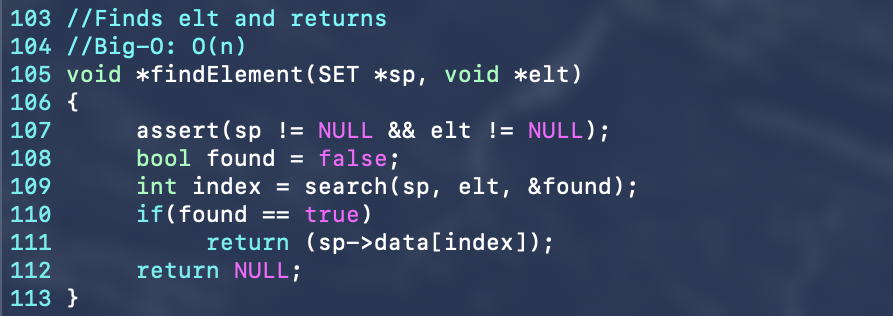 103 //Finds elt and returns
104 //Big-O: O(n)
105 void *findElement(SET *sp, void *elt)
106 {
107      assert(sp != NULL && elt != NULL);
108      bool found = false;
109      int index = search(sp, elt, &found);
110      if(found == true)
111           return (sp->data[index]);
112      return NULL;
113 }